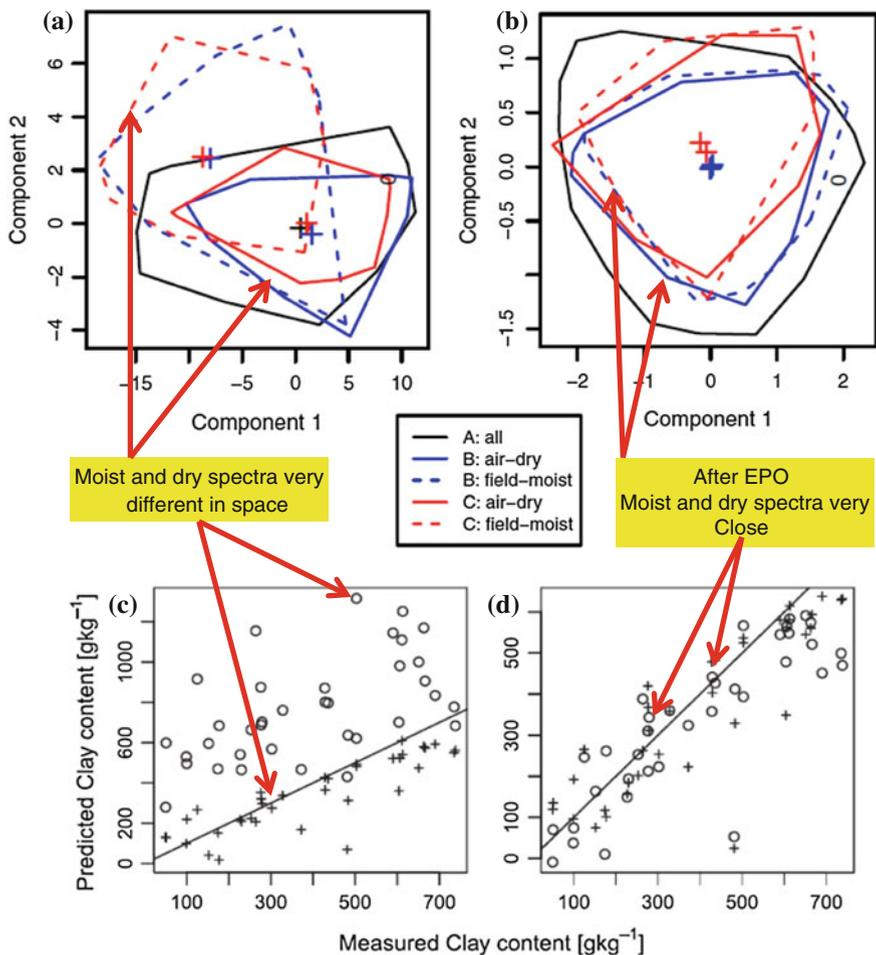 (a)
(b)
Component 2
6
4
2
0
−2
−4
−15
−5
0
5
10
Component 1
1.0
0.5
0.0
−0.5
−1.5
−2
−1
0
1
2
Component 1
0
0
A: all
B: air−dry
B: field−moist
C: air−dry
C: field−moist
Moist and dry spectra very
different in space
After EPO
Moist and dry spectra very
Close
(c)
(d)
Predicted Clay content [gkg⁻¹]
1000
600
200
0
100
300
500
700
500
300
100
0
100
300
500
700
Measured Clay content [gkg⁻¹]